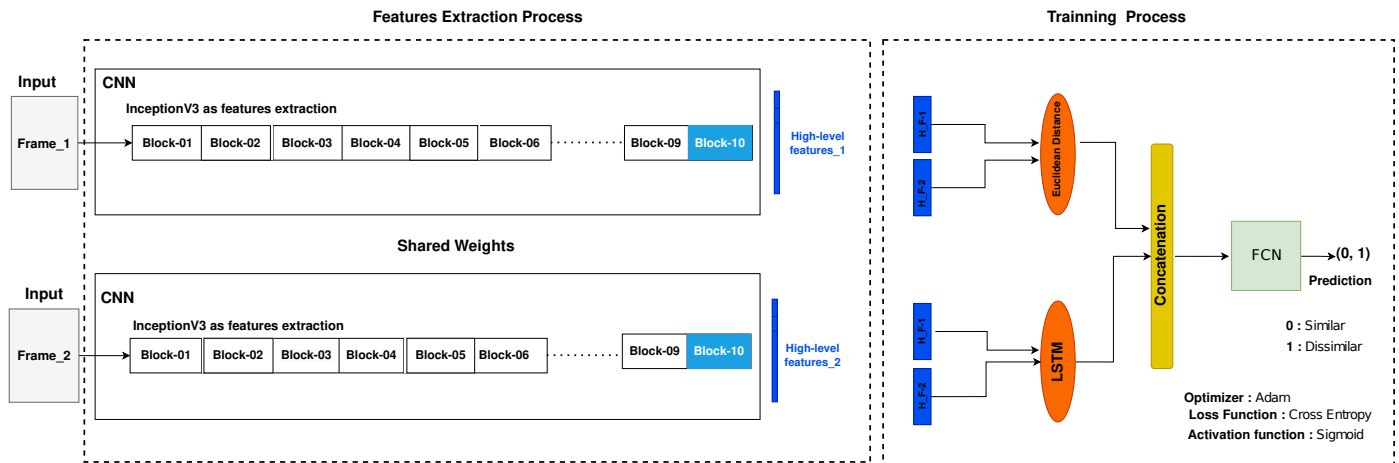 Features Extraction Process
Input
Frame_1
CNN
InceptionV3 as features extraction
Block-01 Block-02 Block-03 Block-04 Block-05 Block-06 Block-09 Block-10
High-level
features_1
Shared Weights
Input
Frame_2
CNN
InceptionV3 as features extraction
Block-01 Block-02 Block-03 Block-04 Block-05 Block-06 Block-09 Block-10
High-level
features_2
Trainning Process
H_F-1
H_F-2
Euclidean Distance
H_F-1
H_F-2
LSTM
Concatenation
FCN
(0, 1)
Prediction
0 : Similar
1 : Dissimilar
Optimizer : Adam
Loss Function : Cross Entropy
Activation function : Sigmoid